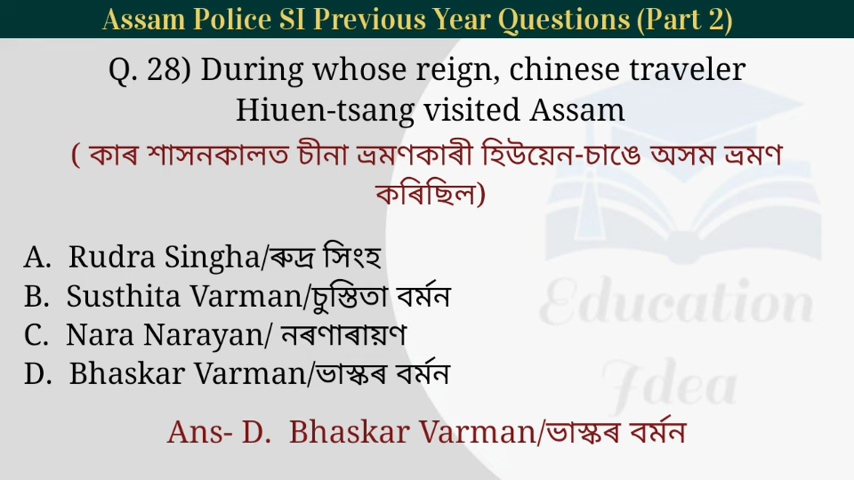 Assam Police SI Previous Year Questions (Part 2)
Q. 28) During whose reign, chinese traveler
Hiuen-tsang visited Assam
( কাৰ শাসনকালত চীনা ভ্ৰমণকাৰী হিউয়েন-চাঙে অসম ভ্ৰমণ
কৰিছিল)
A. Rudra Singha/ৰুদ্ৰ সিংহ
B. Susthita Varman/চুস্তিতা বৰ্মন
C. Nara Narayan/ নৰণাৰায়ণ
D. Bhaskar Varman/ভাস্কৰ বৰ্মন
Ans- D. Bhaskar Varman/ভাস্কৰ বৰ্মন
Education
Idea